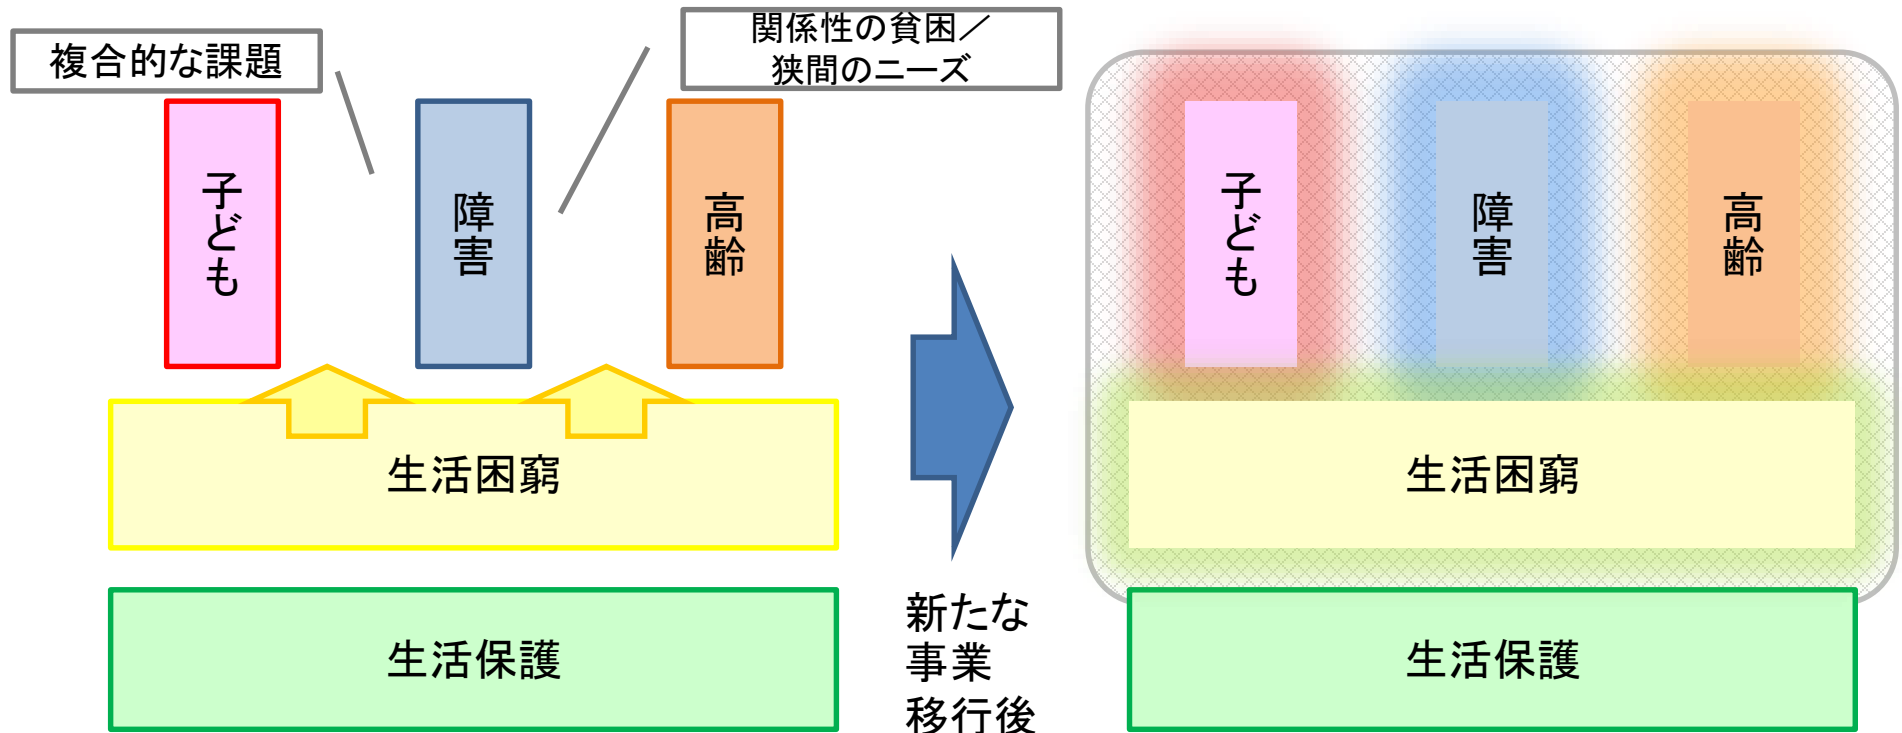 複合的な課題
関係性の貧困／
狭間のニーズ
子ども
障害
高齢
生活困窮
生活保護
新たな
事業
移行後
子ども
障害
高齢
生活困窮
生活保護